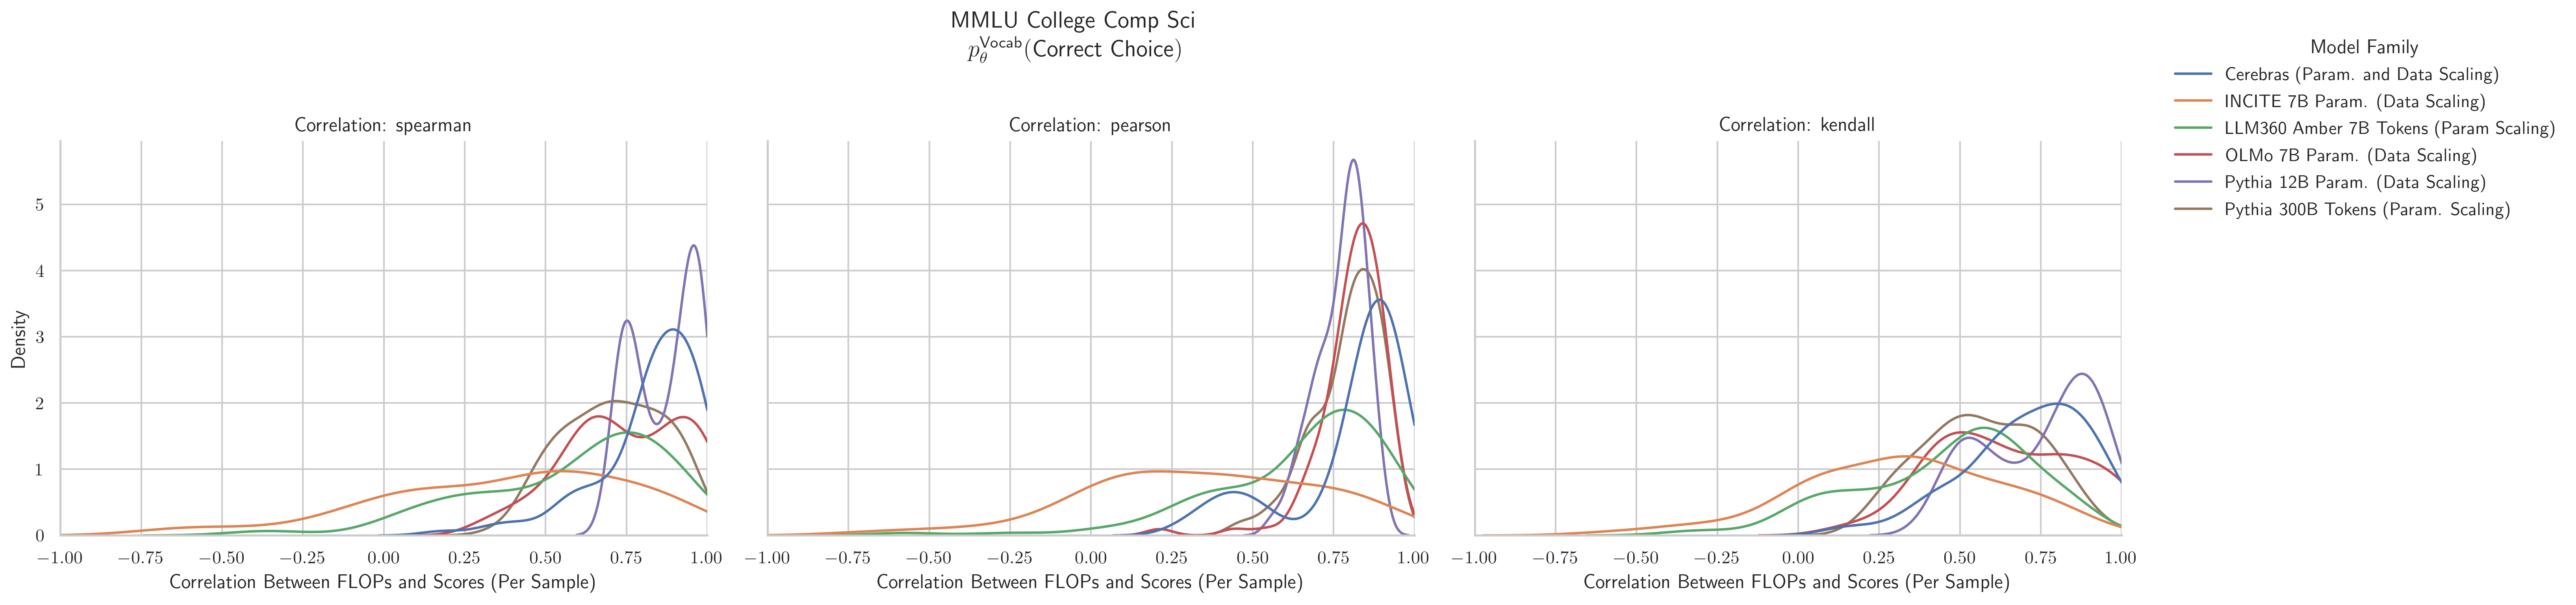 MMLU College Comp Sci
p_θ^Vocab(Correct Choice)
Model Family
Cerebras (Param. and Data Scaling)
INCITE 7B Param. (Data Scaling)
LLM360 Amber 7B Tokens (Param Scaling)
OLMo 7B Param. (Data Scaling)
Pythia 12B Param. (Data Scaling)
Pythia 300B Tokens (Param. Scaling)
Correlation: spearman
Density
5
4
3
2
1
0
−1.00 −0.75 −0.50 −0.25 0.00 0.25 0.50 0.75 1.00
Correlation Between FLOPs and Scores (Per Sample)
Correlation: pearson
−1.00 −0.75 −0.50 −0.25 0.00 0.25 0.50 0.75 1.00
Correlation Between FLOPs and Scores (Per Sample)
Correlation: kendall
−1.00 −0.75 −0.50 −0.25 0.00 0.25 0.50 0.75 1.00
Correlation Between FLOPs and Scores (Per Sample)